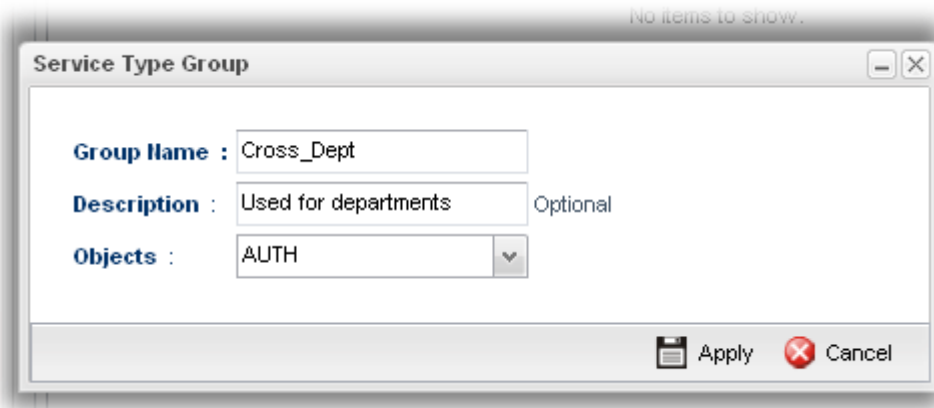 No items to show.
Service Type Group
Group Name : Cross_Dept
Description : Used for departments Optional
Objects : AUTH
Apply Cancel